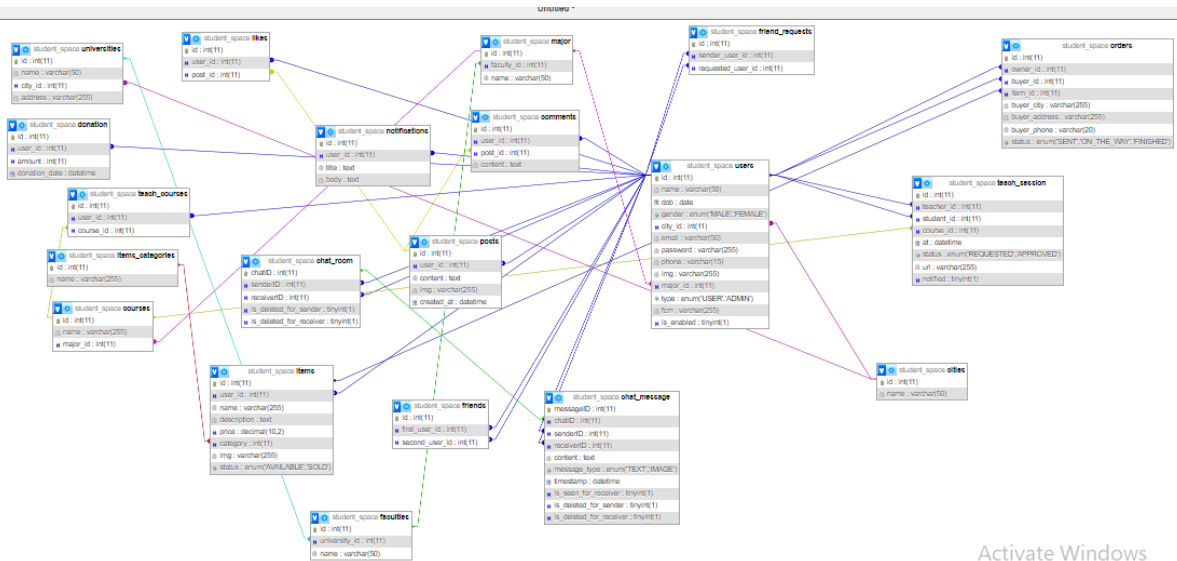 Untitled *
student_space universities
id : int(11)
name : varchar(50)
city_id : int(11)
address : varchar(255)
student_space likes
id : int(11)
user_id : int(11)
post_id : int(11)
student_space major
id : int(11)
faculty_id : int(11)
name : varchar(50)
student_space friend_requests
id : int(11)
sender_user_id : int(11)
requested_user_id : int(11)
student_space orders
id : int(11)
owner_id : int(11)
buyer_id : int(11)
item_id : int(11)
buyer_city : varchar(255)
buyer_address : varchar(255)
buyer_phone : varchar(20)
status : enum('SENT','ON_THE_WAY','FINISHED')
student_space donation
id : int(11)
user_id : int(11)
amount : int(11)
donation_date : datetime
student_space notifications
id : int(11)
user_id : int(11)
title : text
body : text
student_space comments
id : int(11)
user_id : int(11)
post_id : int(11)
content : text
student_space users
id : int(11)
name : varchar(50)
dob : date
gender : enum('MALE','FEMALE')
city_id : int(11)
email : varchar(50)
password : varchar(255)
phone : varchar(15)
img : varchar(255)
major_id : int(11)
type : enum('USER','ADMIN')
fcm : varchar(255)
is_enabled : tinyint(1)
student_space teach_session
id : int(11)
teacher_id : int(11)
student_id : int(11)
course_id : int(11)
at : datetime
status : enum('REQUESTED','APPROVED')
url : varchar(255)
notified : tinyint(1)
student_space teach_courses
id : int(11)
user_id : int(11)
course_id : int(11)
student_space items_categories
id : int(11)
name : varchar(255)
student_space chat_room
chatID : int(11)
senderID : int(11)
receiverID : int(11)
is_deleted_for_sender : tinyint(1)
is_deleted_for_receiver : tinyint(1)
student_space posts
id : int(11)
user_id : int(11)
content : text
img : varchar(255)
created_at : datetime
student_space courses
id : int(11)
name : varchar(255)
major_id : int(11)
student_space items
id : int(11)
user_id : int(11)
name : varchar(255)
description : text
price : decimal(10,2)
category : int(11)
img : varchar(255)
status : enum('AVAILABLE','SOLD')
student_space friends
id : int(11)
first_user_id : int(11)
second_user_id : int(11)
student_space chat_message
messageID : int(11)
chatID : int(11)
senderID : int(11)
receiverID : int(11)
content : text
message_type : enum('TEXT','IMAGE')
timestamp : datetime
is_seen_for_receiver : tinyint(1)
is_deleted_for_sender : tinyint(1)
is_deleted_for_receiver : tinyint(1)
student_space cities
id : int(11)
name : varchar(50)
student_space faculties
id : int(11)
university_id : int(11)
name : varchar(50)
Activate Windows